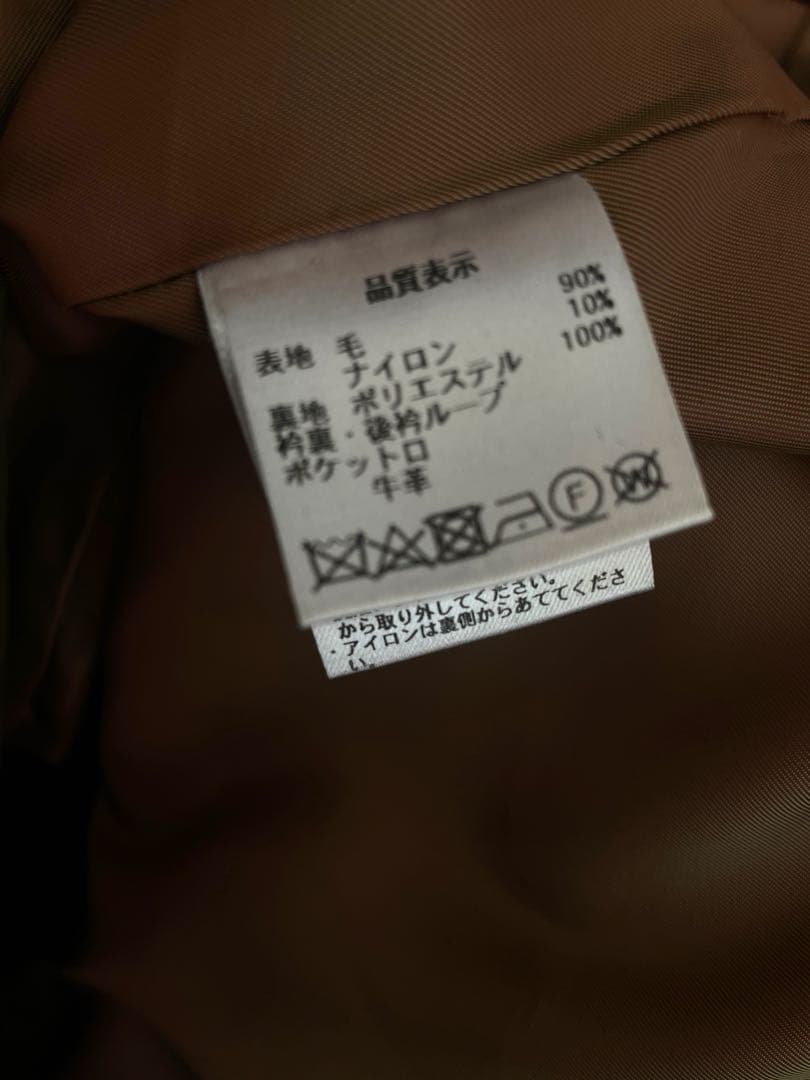 品質表示
表地 毛 90%
ナイロン 10%
裏地 ポリエステル 100%
衿裏・後衿ループ
ポケット口
牛革
F
W
から取り外してください。
・アイロンは裏側からあててくださ
い。